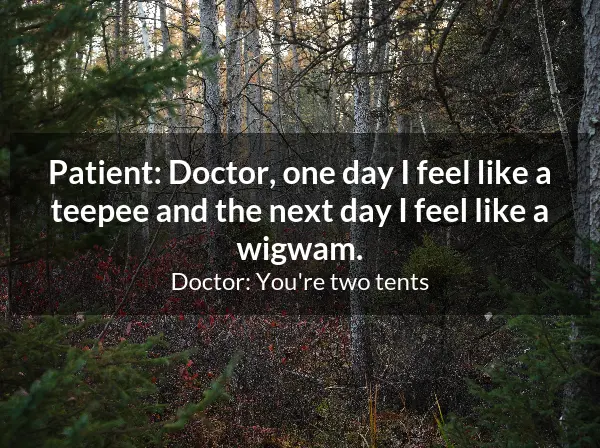 Patient: Doctor, one day I feel like a
teepee and the next day I feel like a
wigwam.
Doctor: You're two tents